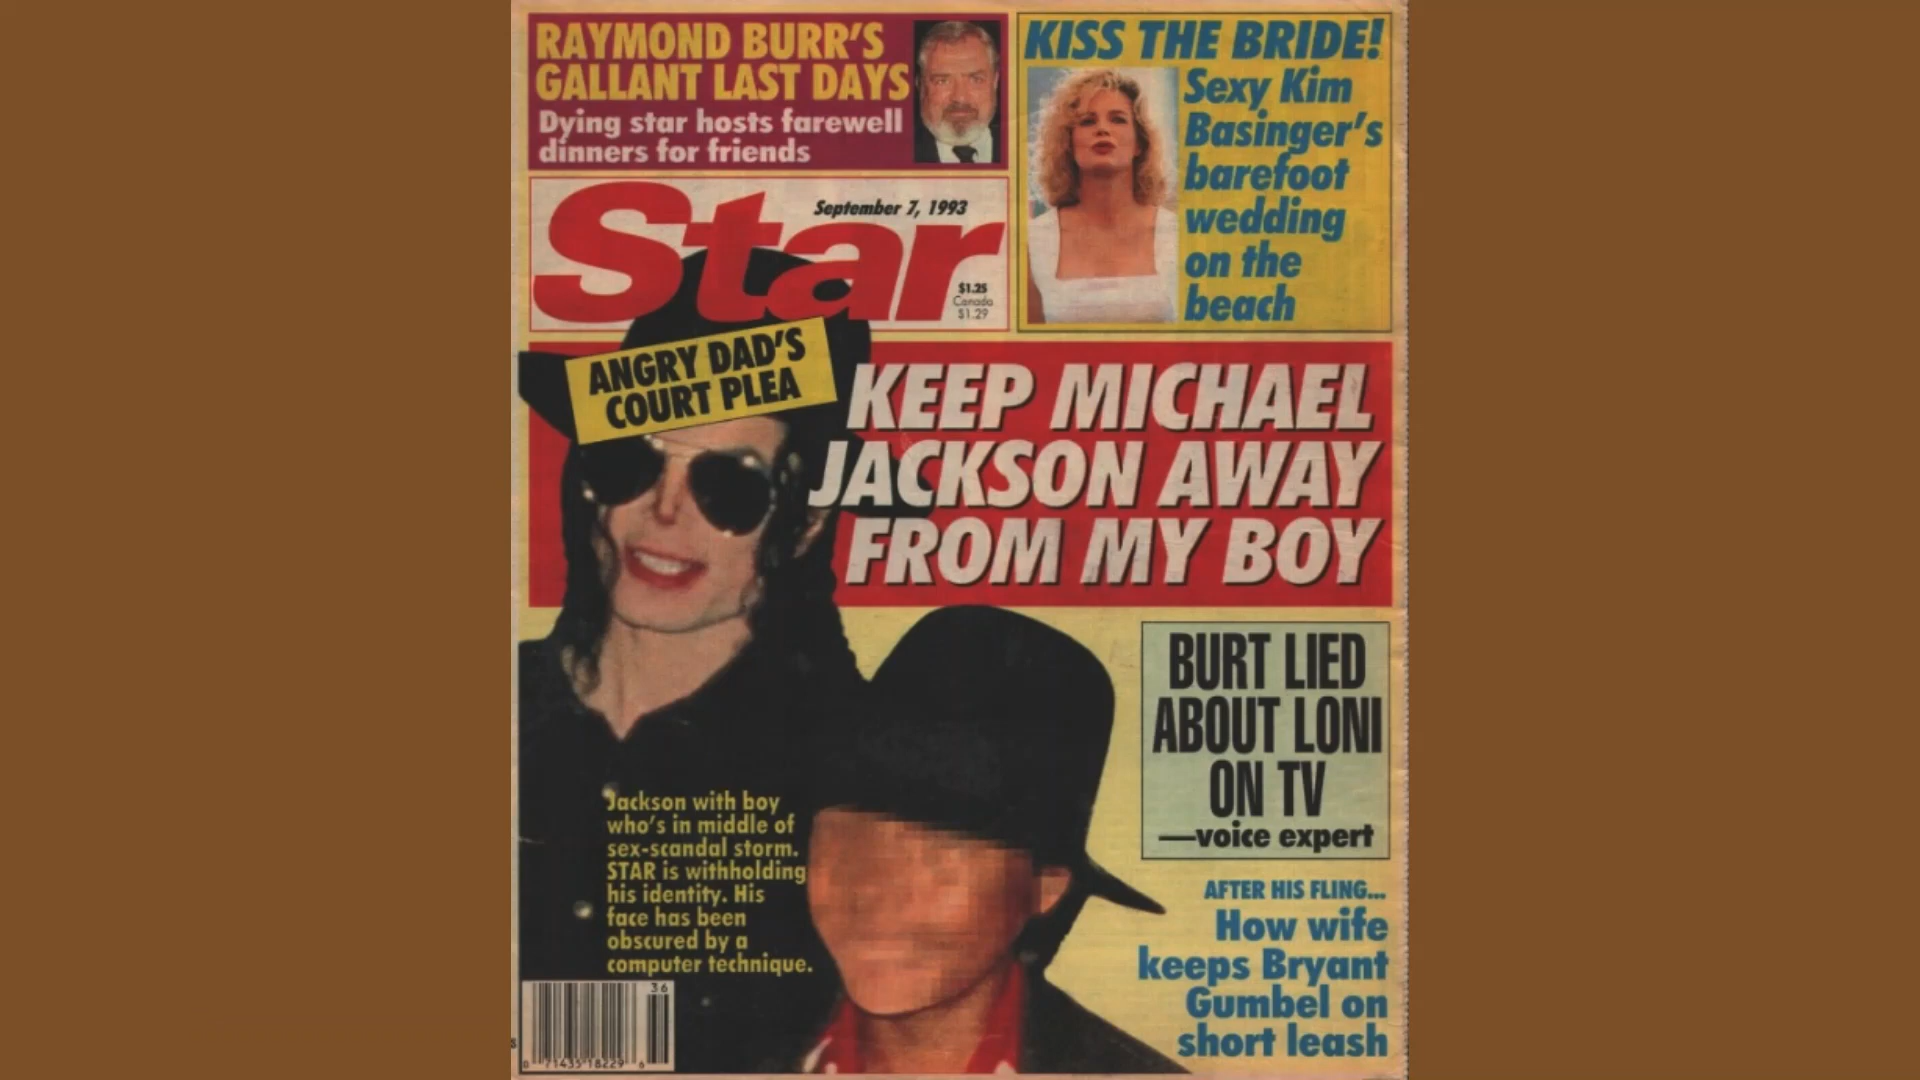 RAYMOND BURR'S
GALLANT LAST DAYS
Dying star hosts farewell
dinners for friends
KISS THE BRIDE!
Sexy Kim
Basinger's
barefoot
wedding
on the
beach
Star
September 7, 1993
$1.25
Canada
$1.29
ANGRY DAD'S
COURT PLEA
KEEP MICHAEL
JACKSON AWAY
FROM MY BOY
BURT LIED
ABOUT LONI
ON TV
—voice expert
Jackson with boy
who's in middle of
sex-scandal storm.
STAR is withholding
his identity. His
face has been
obscured by a
computer technique.
AFTER HIS FLING...
How wife
keeps Bryant
Gumbel on
short leash
36
0 71435 18229 6